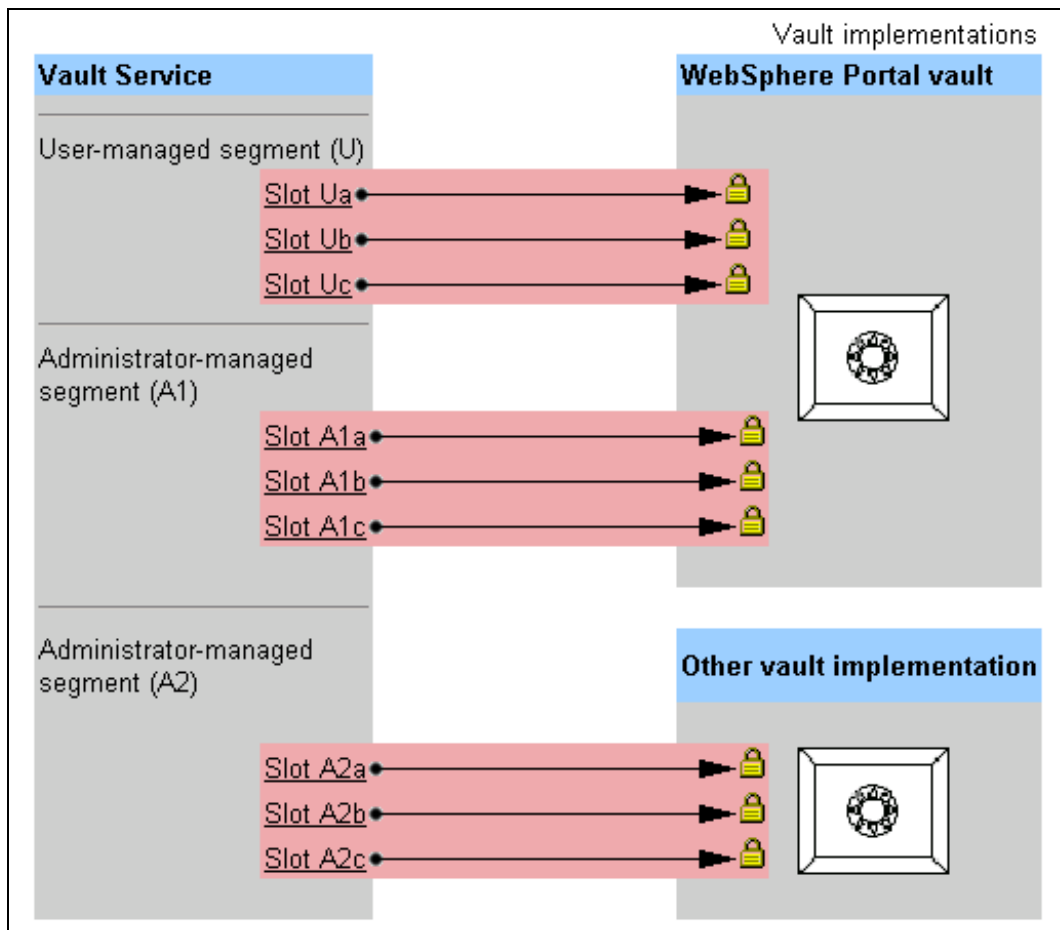 Vault implementations
Vault Service
WebSphere Portal vault
User-managed segment (U)
Slot Ua
Slot Ub
Slot Uc
Administrator-managed
segment (A1)
Slot A1a
Slot A1b
Slot A1c
Administrator-managed
segment (A2)
Other vault implementation
Slot A2a
Slot A2b
Slot A2c